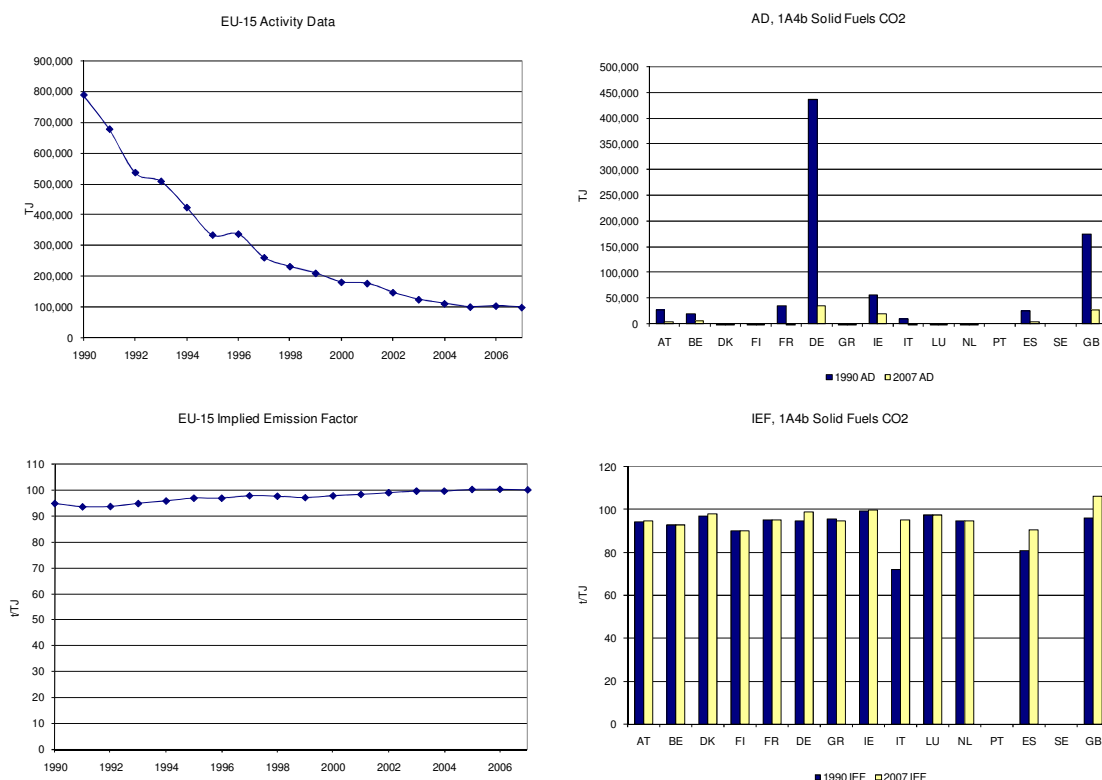 EU-15 Activity Data
900,000
800,000
700,000
600,000
500,000
400,000
300,000
200,000
100,000
0
TJ
1990 1992 1994 1996 1998 2000 2002 2004 2006
AD, 1A4b Solid Fuels CO2
500,000
450,000
400,000
350,000
300,000
250,000
200,000
150,000
100,000
50,000
0
TJ
AT BE DK FI FR DE GR IE IT LU NL PT ES SE GB
1990 AD 2007 AD
EU-15 Implied Emission Factor
110
100
90
80
70
60
50
40
30
20
10
0
t/TJ
1990 1992 1994 1996 1998 2000 2002 2004 2006
IEF, 1A4b Solid Fuels CO2
120
100
80
60
40
20
0
t/TJ
AT BE DK FI FR DE GR IE IT LU NL PT ES SE GB
1990 IEF 2007 IEF